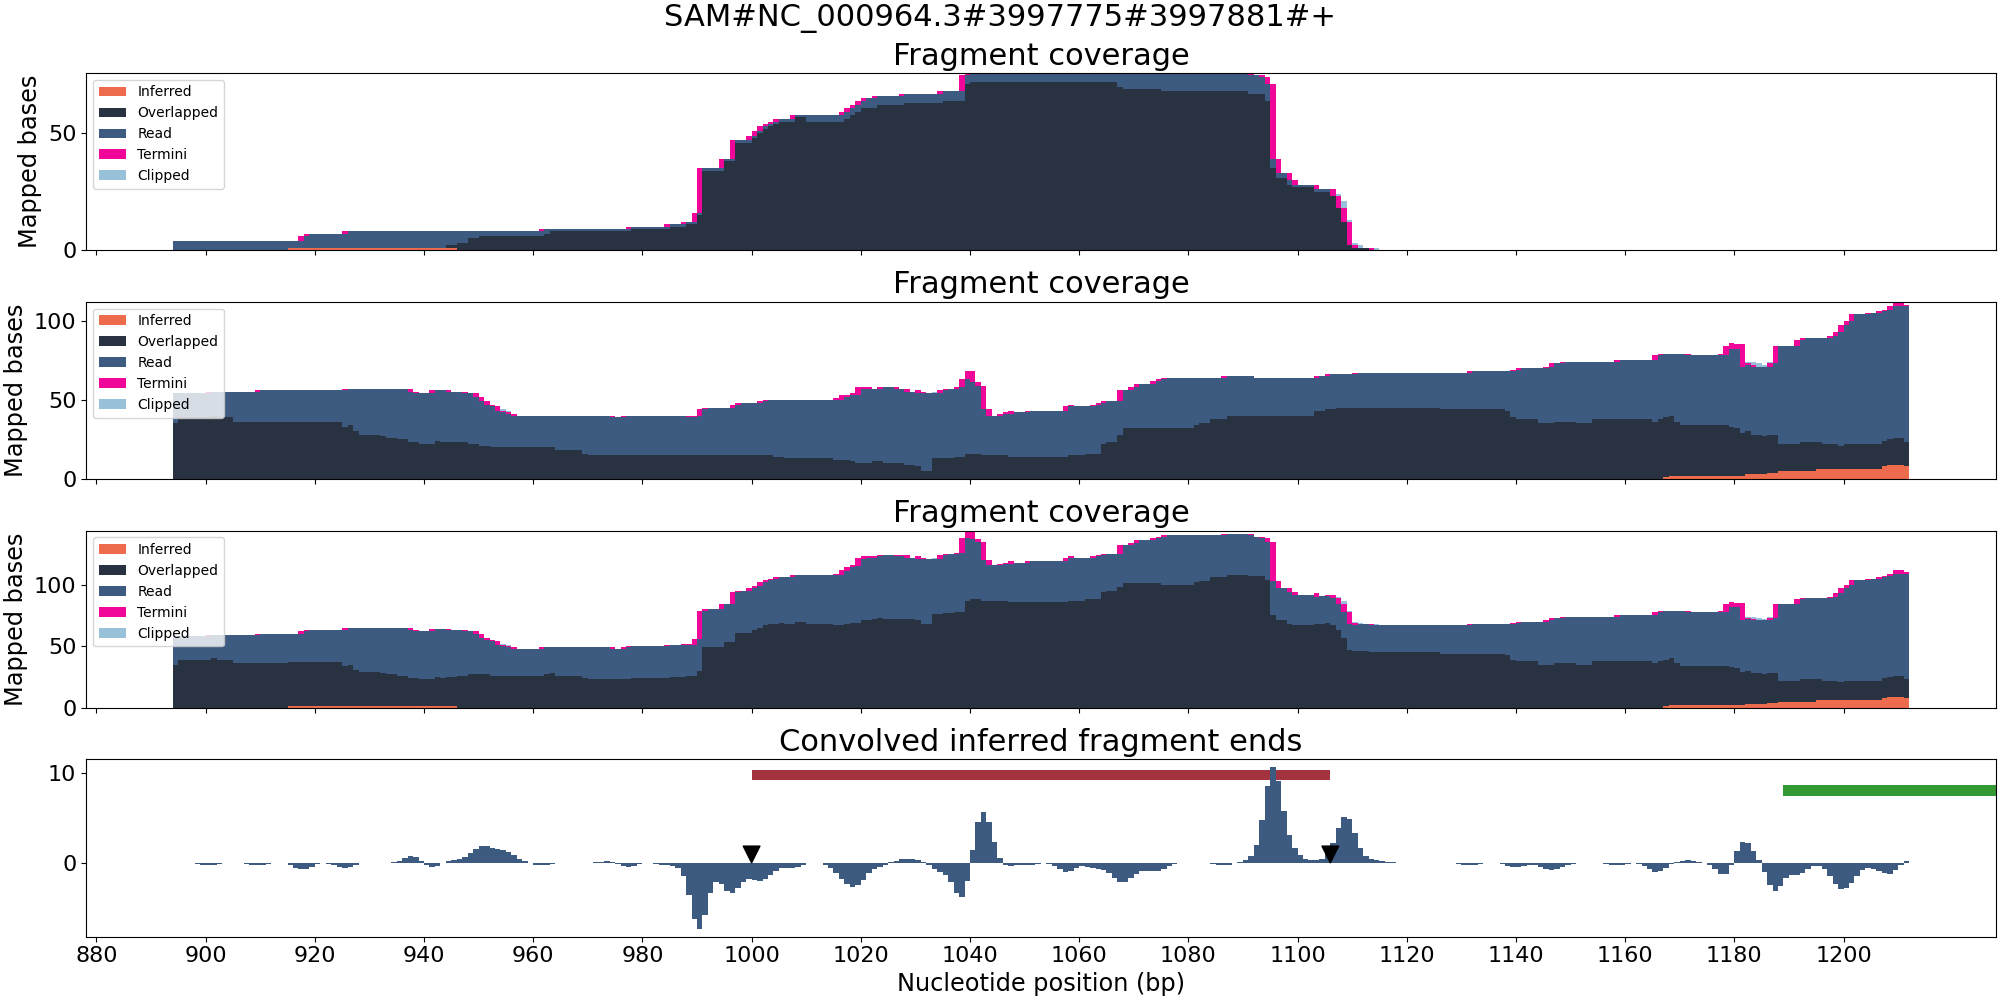 SAM#NC_000964.3#3997775#3997881#+
Fragment coverage
Mapped bases
50
0
Inferred
Overlapped
Read
Termini
Clipped
Fragment coverage
Mapped bases
100
50
0
Inferred
Overlapped
Read
Termini
Clipped
Fragment coverage
Mapped bases
100
50
0
Inferred
Overlapped
Read
Termini
Clipped
Convolved inferred fragment ends
10
0
880 900 920 940 960 980 1000 1020 1040 1060 1080 1100 1120 1140 1160 1180 1200
Nucleotide position (bp)